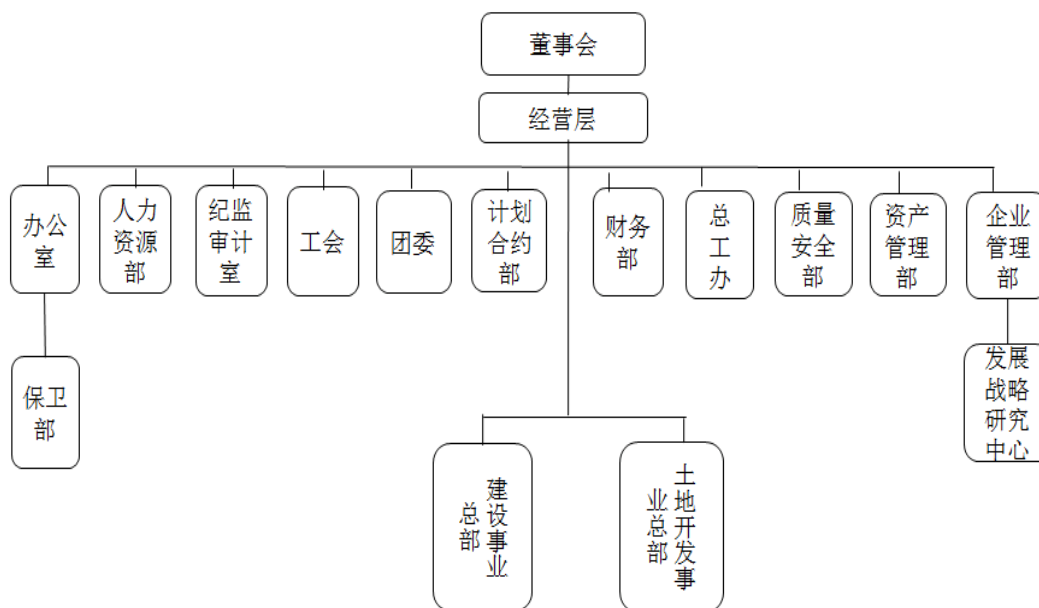 董事会
经营层
办公
室
人力
资源
部
纪监
审计
室
工会
团委
计划
合约
部
财务
部
总
工
办
质量
安全
部
资产
管理
部
企业
管理
部
保卫
部
发展
战略
研究
中心
建设事业
总部
土地开发事
业总部